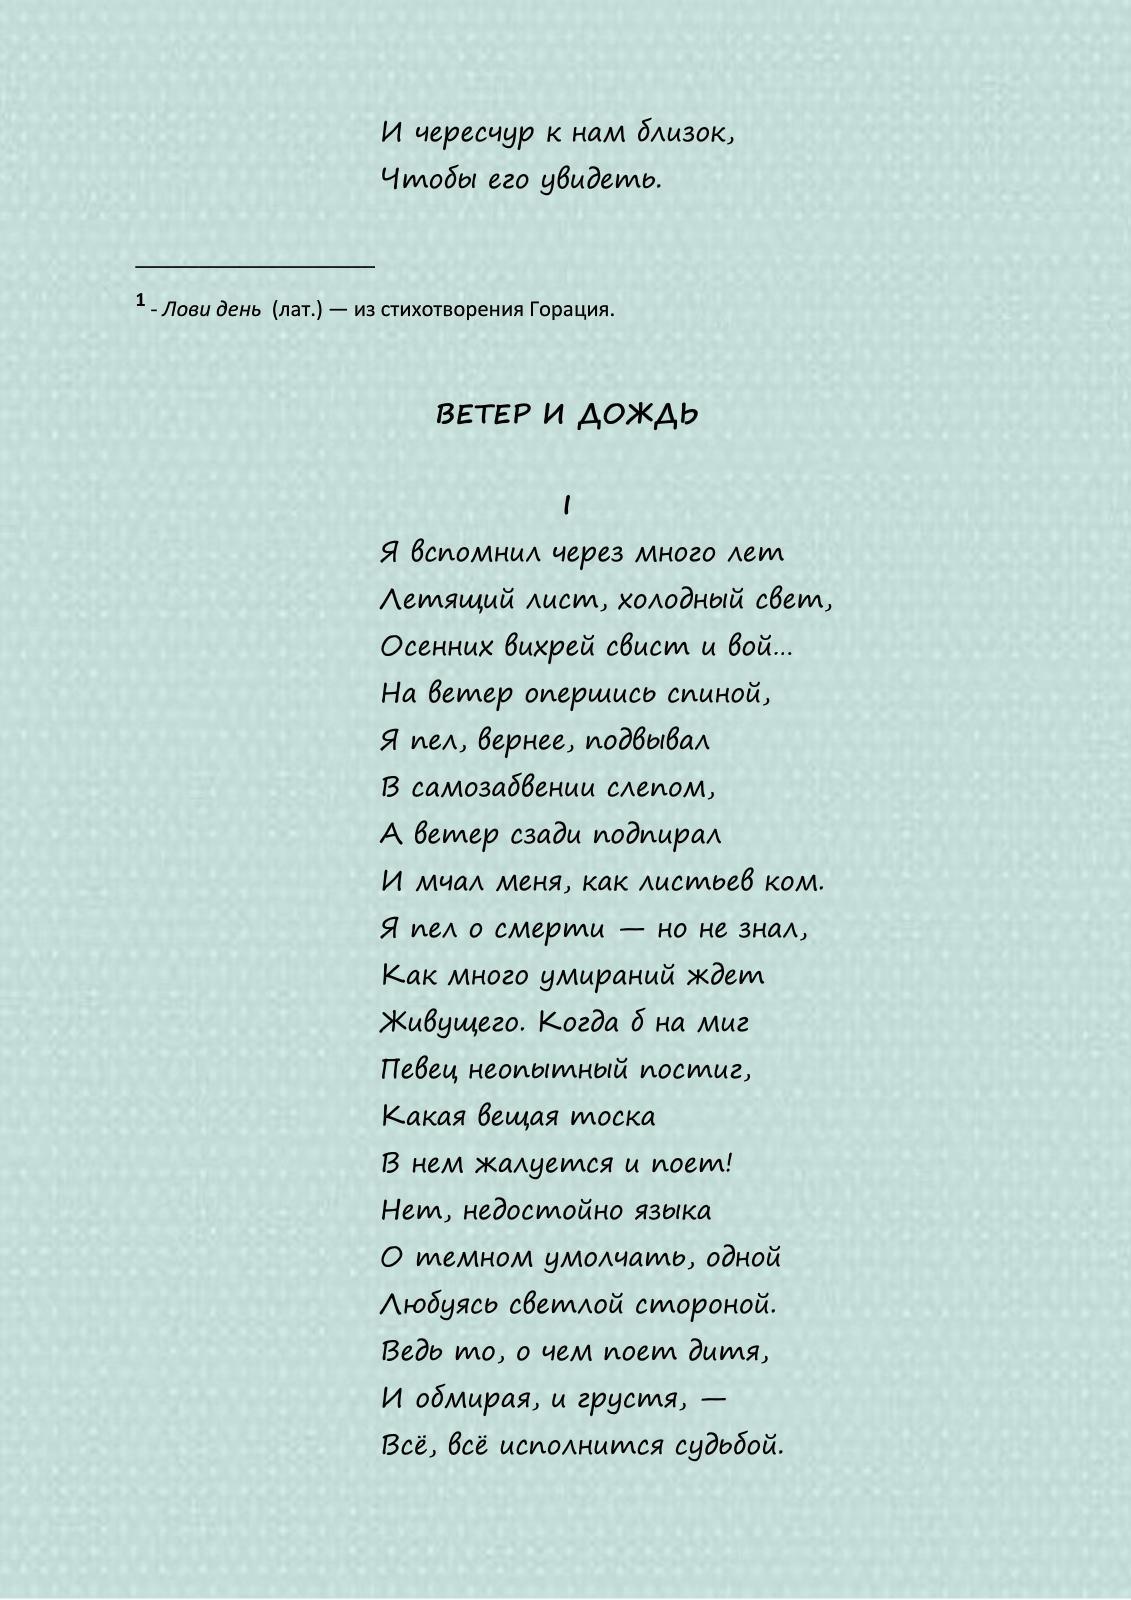 И чересчур к нам близок,
Чтобы его увидеть.
1 - Лови день (лат.) — из стихотворения Горация.
ВЕТЕР И ДОЖДЬ
I
Я вспомнил через много лет
Летящий лист, холодный свет,
Осенних вихрей свист и вой...
На ветер опершись спиной,
Я пел, вернее, подвывал
В самозабвении слепом,
А ветер сзади подпирал
И мчал меня, как листьев ком.
Я пел о смерти — но не знал,
Как много умираний ждет
Живущего. Когда б на миг
Певец неопытный постиг,
Какая вещая тоска
В нем жалуется и поет!
Нет, недостойно языка
О темном умолчать, одной
Любуясь светлой стороной.
Ведь то, о чем поет дитя,
И обмирая, и грустя, —
Всё, всё исполнится судьбой.